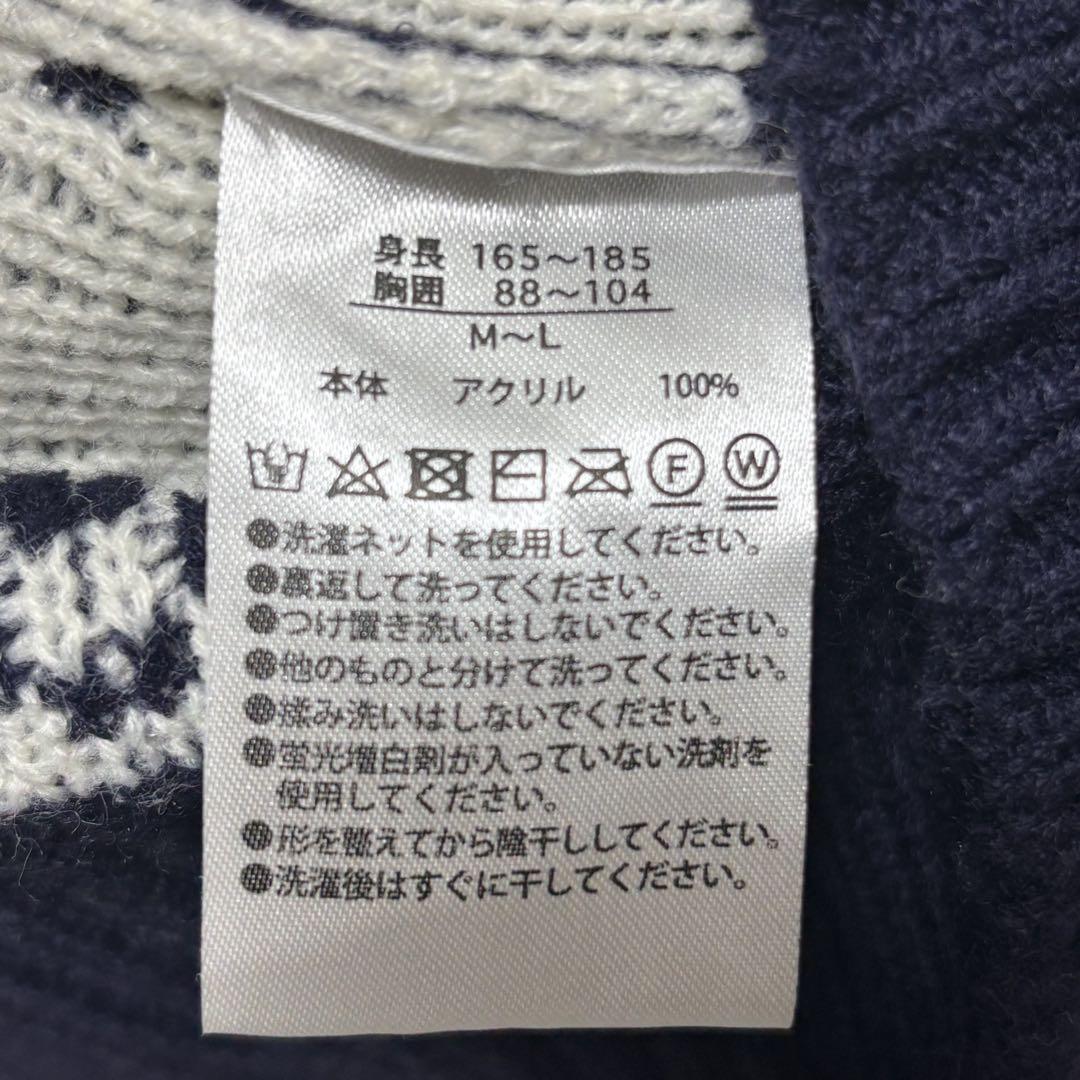 身長 165～185
胸囲 88～104
M～L
本体 アクリル 100%
F W
●洗濯ネットを使用してください。
●裏返して洗ってください。
●つけ置き洗いはしないでください。
●他のものと分けて洗ってください。
●揉み洗いはしないでください。
●蛍光増白剤が入っていない洗剤を
使用してください。
●形を整えてから陰干ししてください。
●洗濯後はすぐに干してください。